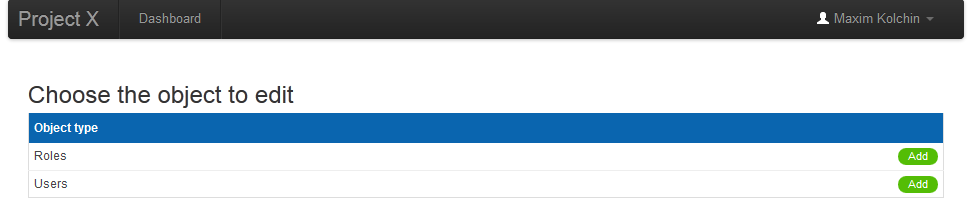 Project X Dashboard Maxim Kolchin
Choose the object to edit
Object type
Roles Add
Users Add